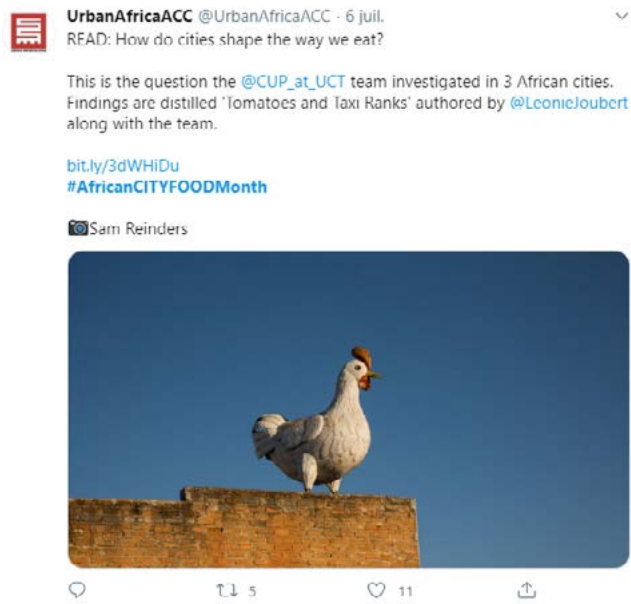 UrbanAfricaACC @UrbanAfricaACC · 6 juil.
READ: How do cities shape the way we eat?
This is the question the @CUP_at_UCT team investigated in 3 African cities.
Findings are distilled 'Tomatoes and Taxi Ranks' authored by @LeonieJoubert
along with the team.
bit.ly/3dWHiDu
#AfricanCITYFOODMonth
📷Sam Reinders
5 11